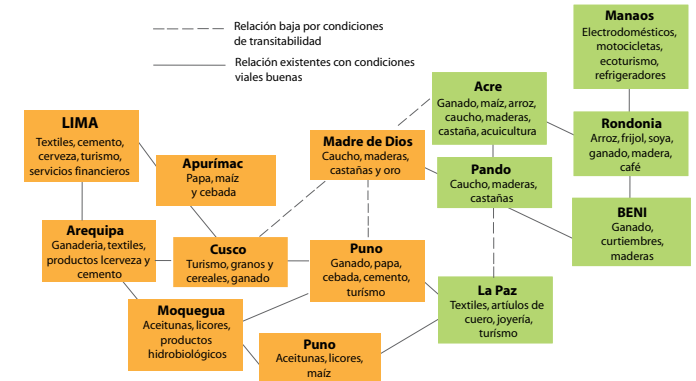 Relación baja por condiciones
de transitabilidad
Relación existentes con condiciones
viales buenas
Manaos
Electrodomésticos,
motocicletas,
ecoturismo,
refrigeradores
Acre
Ganado, maíz, arroz,
caucho, maderas,
castaña, acuicultura
LIMA
Textiles, cemento,
cerveza, turismo,
servicios financieros
Rondonia
Arroz, frijol, soya,
ganado, madera,
café
Madre de Dios
Caucho, maderas,
castañas y oro
Apurímac
Papa, maíz
y cebada
Pando
Caucho, maderas,
castañas
BENI
Ganado,
curtiembres,
maderas
Arequipa
Ganaderia, textiles,
productos lcerveza y
cemento
Cusco
Turismo, granos y
cereales, ganado
Puno
Ganado, papa,
cebada, cemento,
turísmo
La Paz
Textiles, artíulos de
cuero, joyería,
turísmo
Moquegua
Aceitunas, licores,
productos
hidrobiológicos
Puno
Aceitunas, licores,
maíz